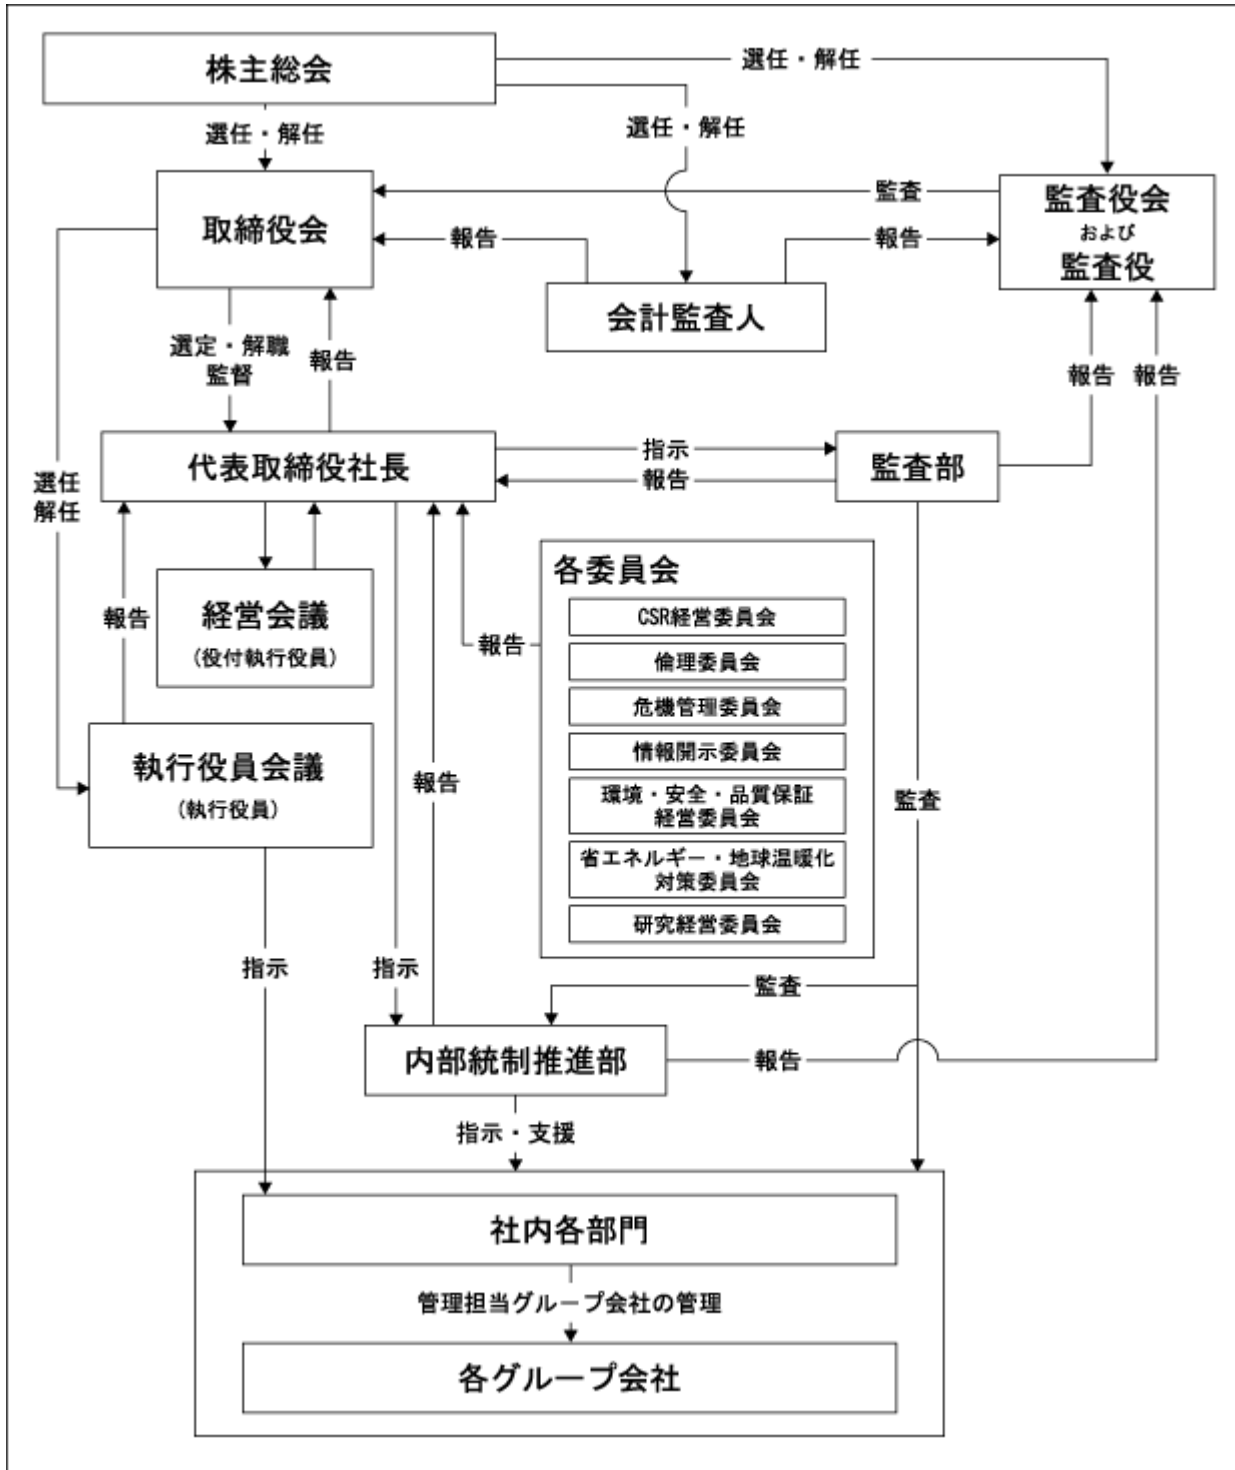 株主総会
選任・解任
選任・解任
選任・解任
取締役会
監査
監査役会
および
監査役
報告
報告
会計監査人
選定・解職
監督
報告
報告
報告
代表取締役社長
指示
報告
監査部
選任
解任
各委員会
CSR経営委員会
倫理委員会
危機管理委員会
情報開示委員会
環境・安全・品質保証
経営委員会
省エネルギー・地球温暖化
対策委員会
研究経営委員会
経営会議
(役付執行役員)
報告
報告
執行役員会議
(執行役員)
報告
監査
指示
指示
監査
内部統制推進部
報告
指示・支援
社内各部門
管理担当グループ会社の管理
各グループ会社